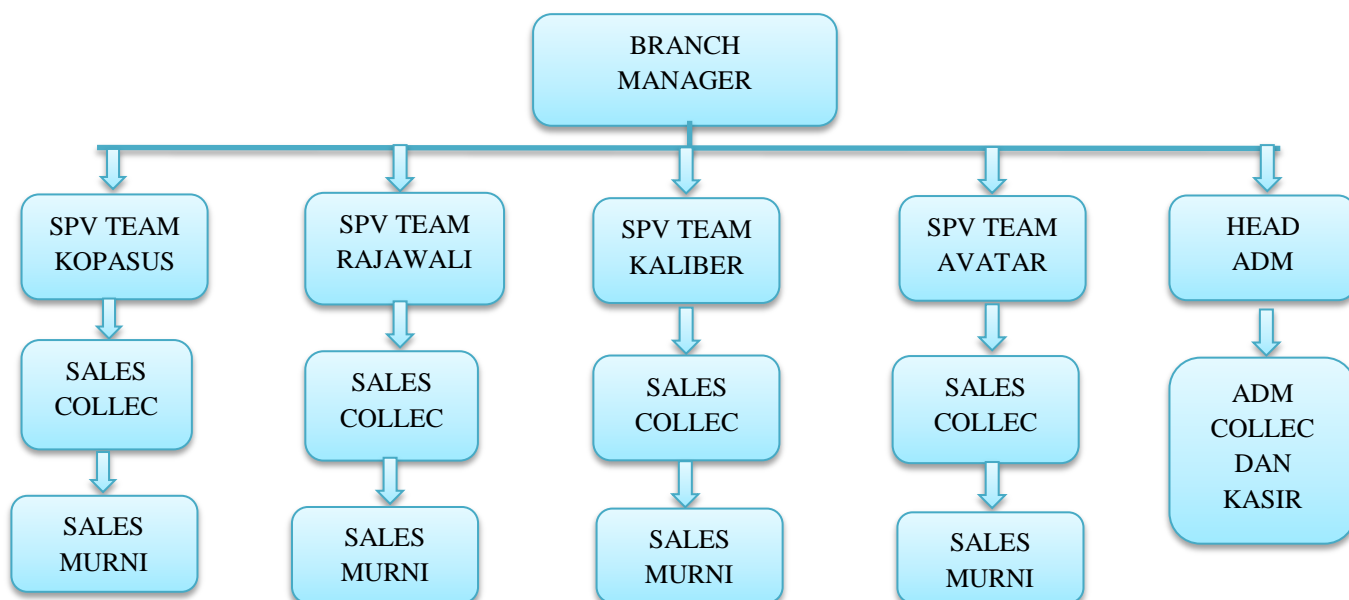 BRANCH
MANAGER
SPV TEAM
KOPASUS
SPV TEAM
RAJAWALI
SPV TEAM
KALIBER
SPV TEAM
AVATAR
HEAD
ADM
SALES
COLLEC
SALES
COLLEC
SALES
COLLEC
SALES
COLLEC
ADM
COLLEC
DAN
KASIR
SALES
MURNI
SALES
MURNI
SALES
MURNI
SALES
MURNI